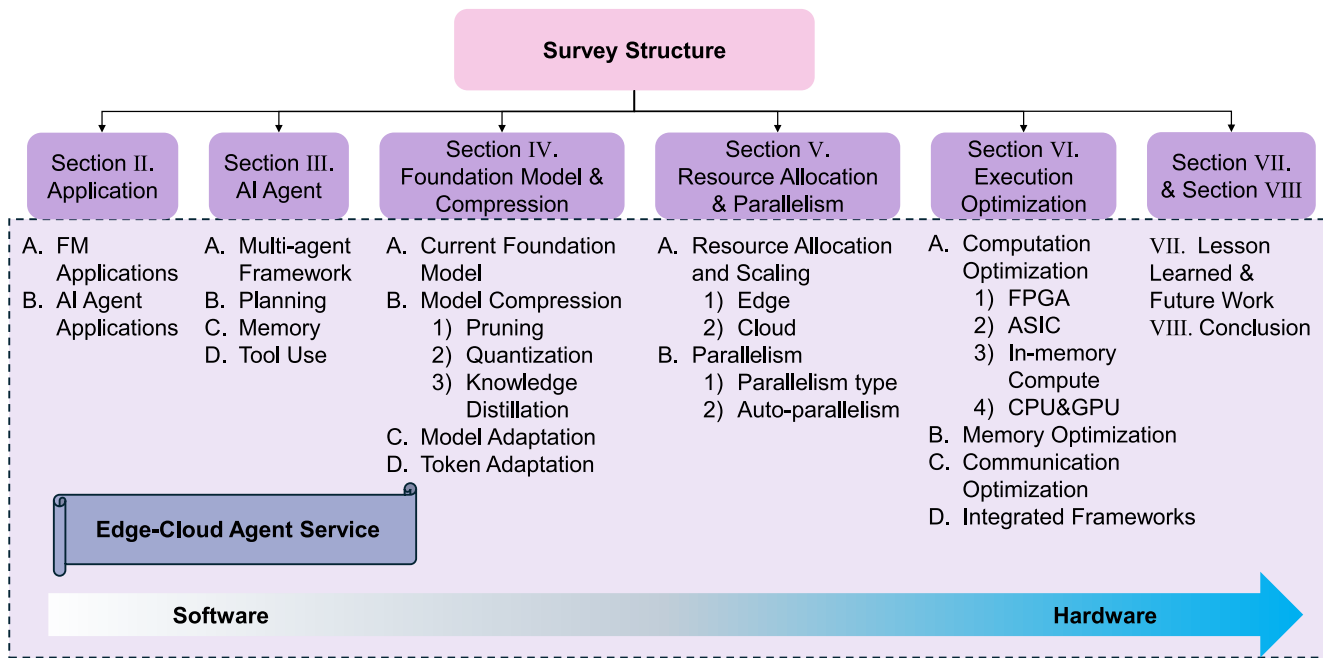 Survey Structure
Section II.
Application
Section III.
AI Agent
Section IV.
Foundation Model &
Compression
Section V.
Resource Allocation
& Parallelism
Section VI.
Execution
Optimization
Section VII.
& Section VIII
A. FM
Applications
B. AI Agent
Applications
A. Multi-agent
Framework
B. Planning
C. Memory
D. Tool Use
A. Current Foundation
Model
B. Model Compression
1) Pruning
2) Quantization
3) Knowledge
Distillation
C. Model Adaptation
D. Token Adaptation
A. Resource Allocation
and Scaling
1) Edge
2) Cloud
B. Parallelism
1) Parallelism type
2) Auto-parallelism
A. Computation
Optimization
1) FPGA
2) ASIC
3) In-memory
Compute
4) CPU&GPU
B. Memory Optimization
C. Communication
Optimization
D. Integrated Frameworks
VII. Lesson
Learned &
Future Work
VIII. Conclusion
Edge-Cloud Agent Service
Software
Hardware